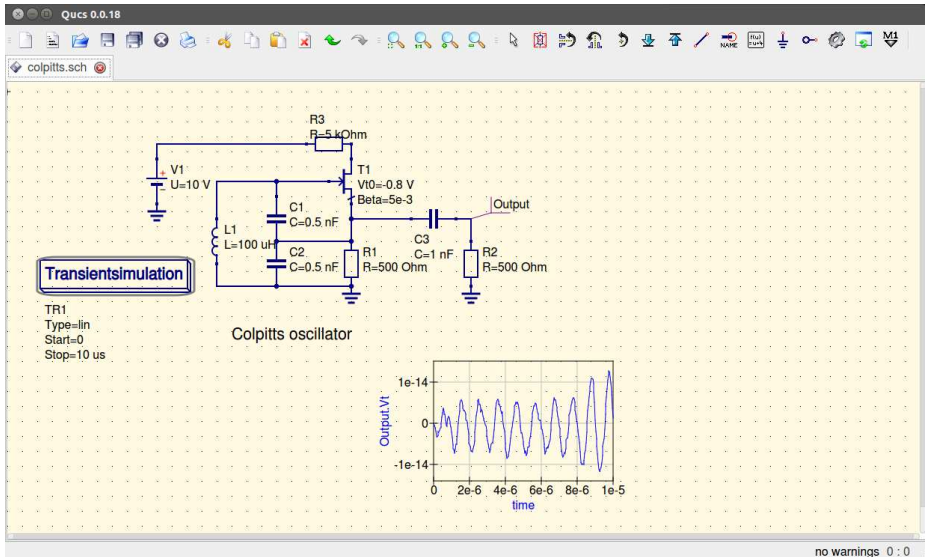 Qucs 0.0.18
NAME
M1
colpitts.sch
R3
R=5 kOhm
V1
U=10 V
T1
Vt0=-0.8 V
Beta=5e-3
C1
C=0.5 nF
Output
L1
L=100 uH
C2
C=0.5 nF
R1
R=500 Ohm
C3
C=1 nF
R2
R=500 Ohm
Transientsimulation
TR1
Type=lin
Start=0
Stop=10 us
Colpitts oscillator
1e-14
0
-1e-14
Output.Vt
0 2e-6 4e-6 6e-6 8e-6 1e-5
time
no warnings 0 : 0